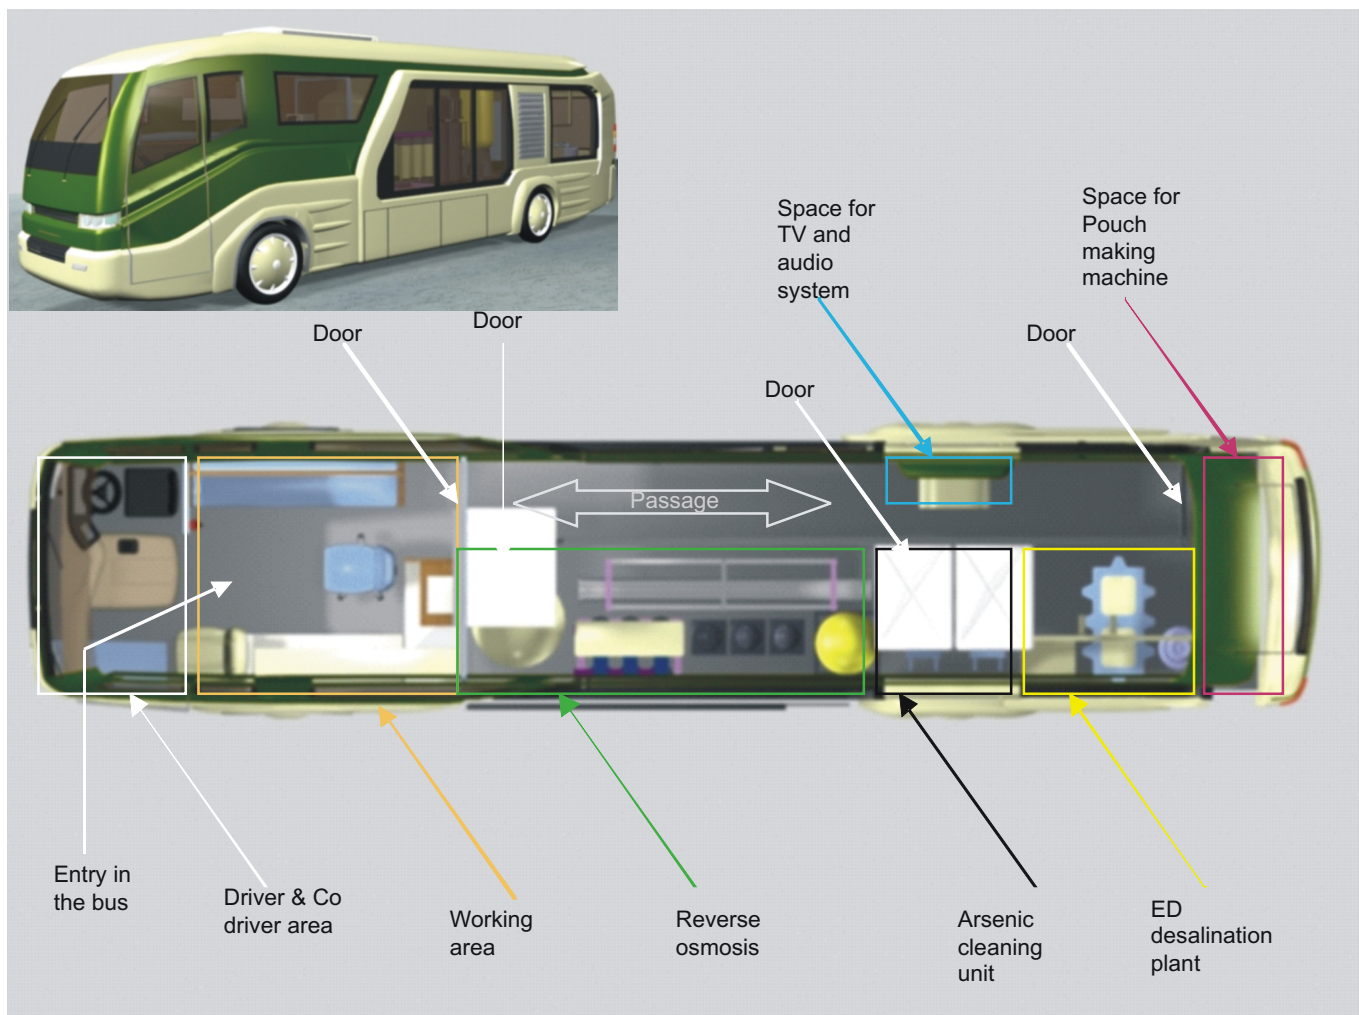 Space for
TV and
audio
system
Space for
Pouch
making
machine
Door
Door
Door
Door
Passage
Entry in
the bus
Driver & Co
driver area
Working
area
Reverse
osmosis
Arsenic
cleaning
unit
ED
desalination
plant